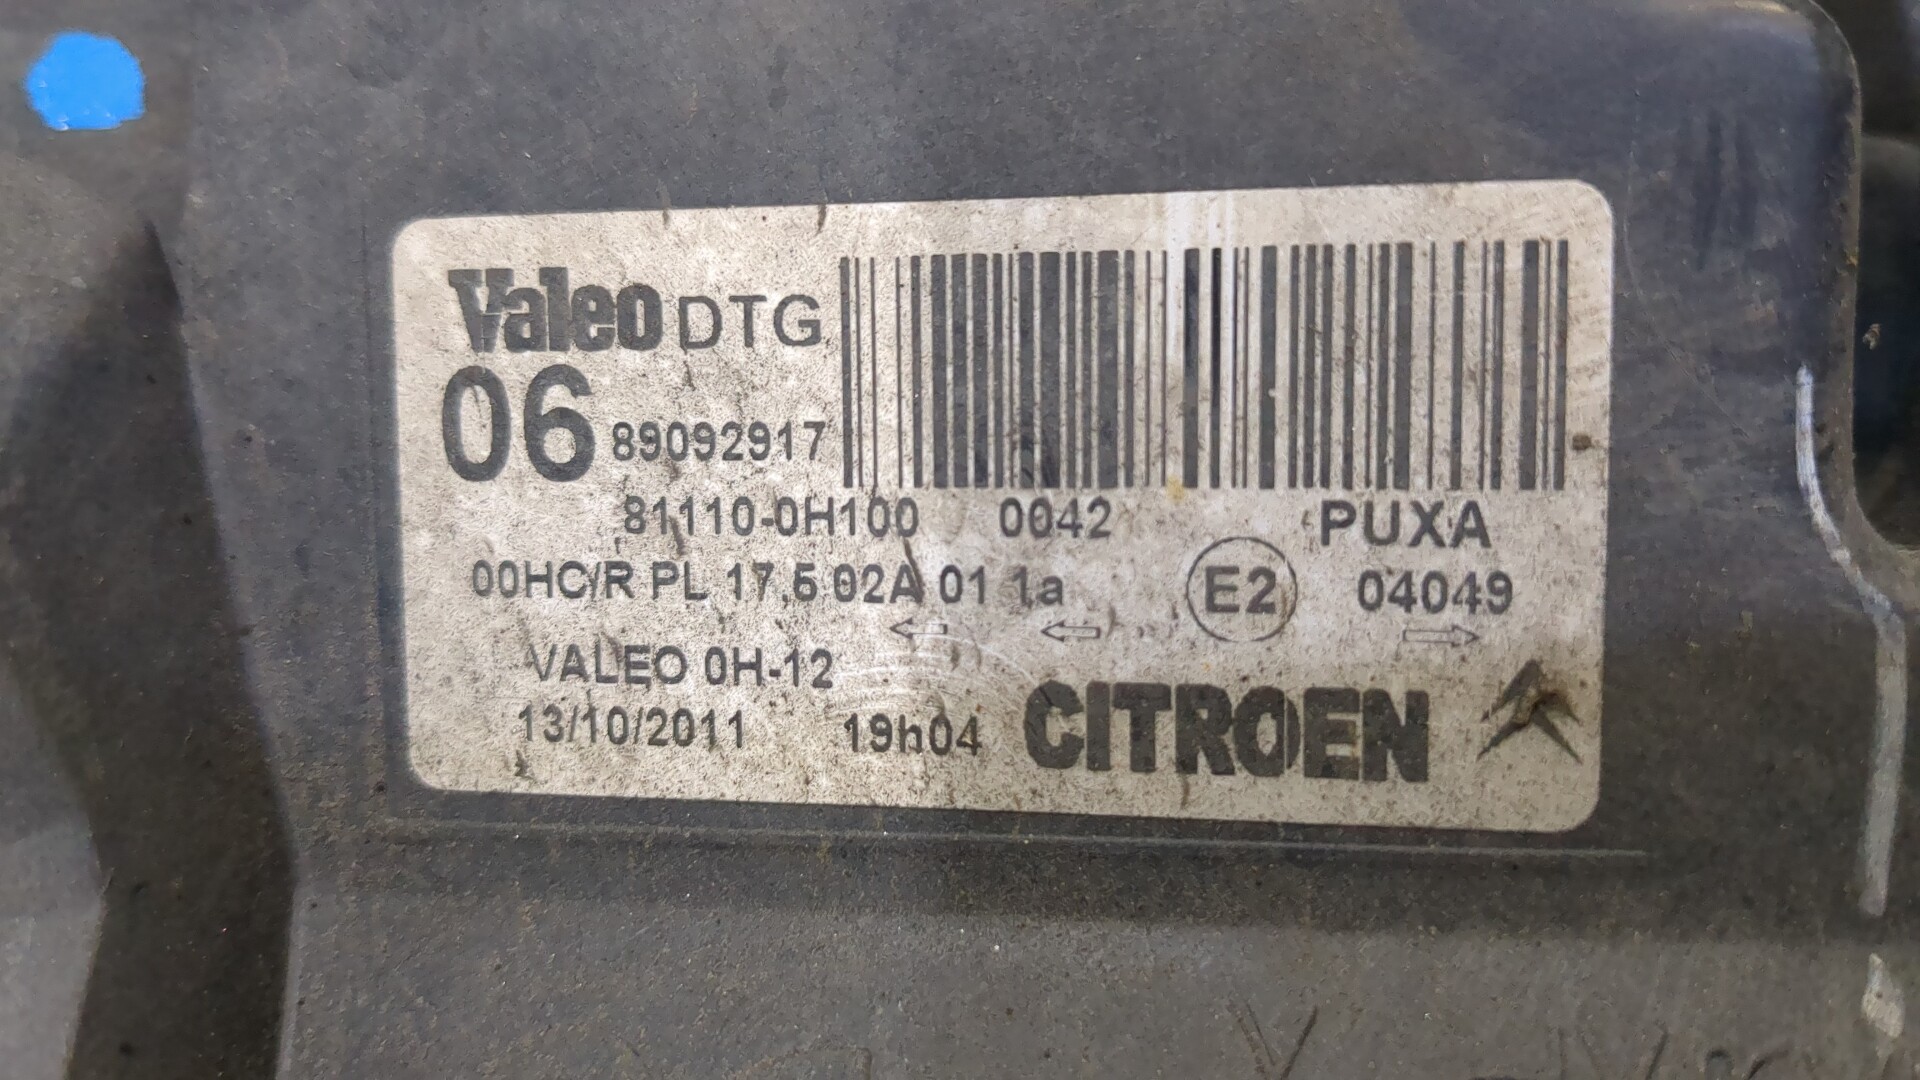 Valeo DTG
06 89092917
81110-0H100 0042 PUXA
00HC/R PL 17,5 02A 01 1a E2 04049
VALEO 0H-12
13/10/2011 19h04 CITROEN